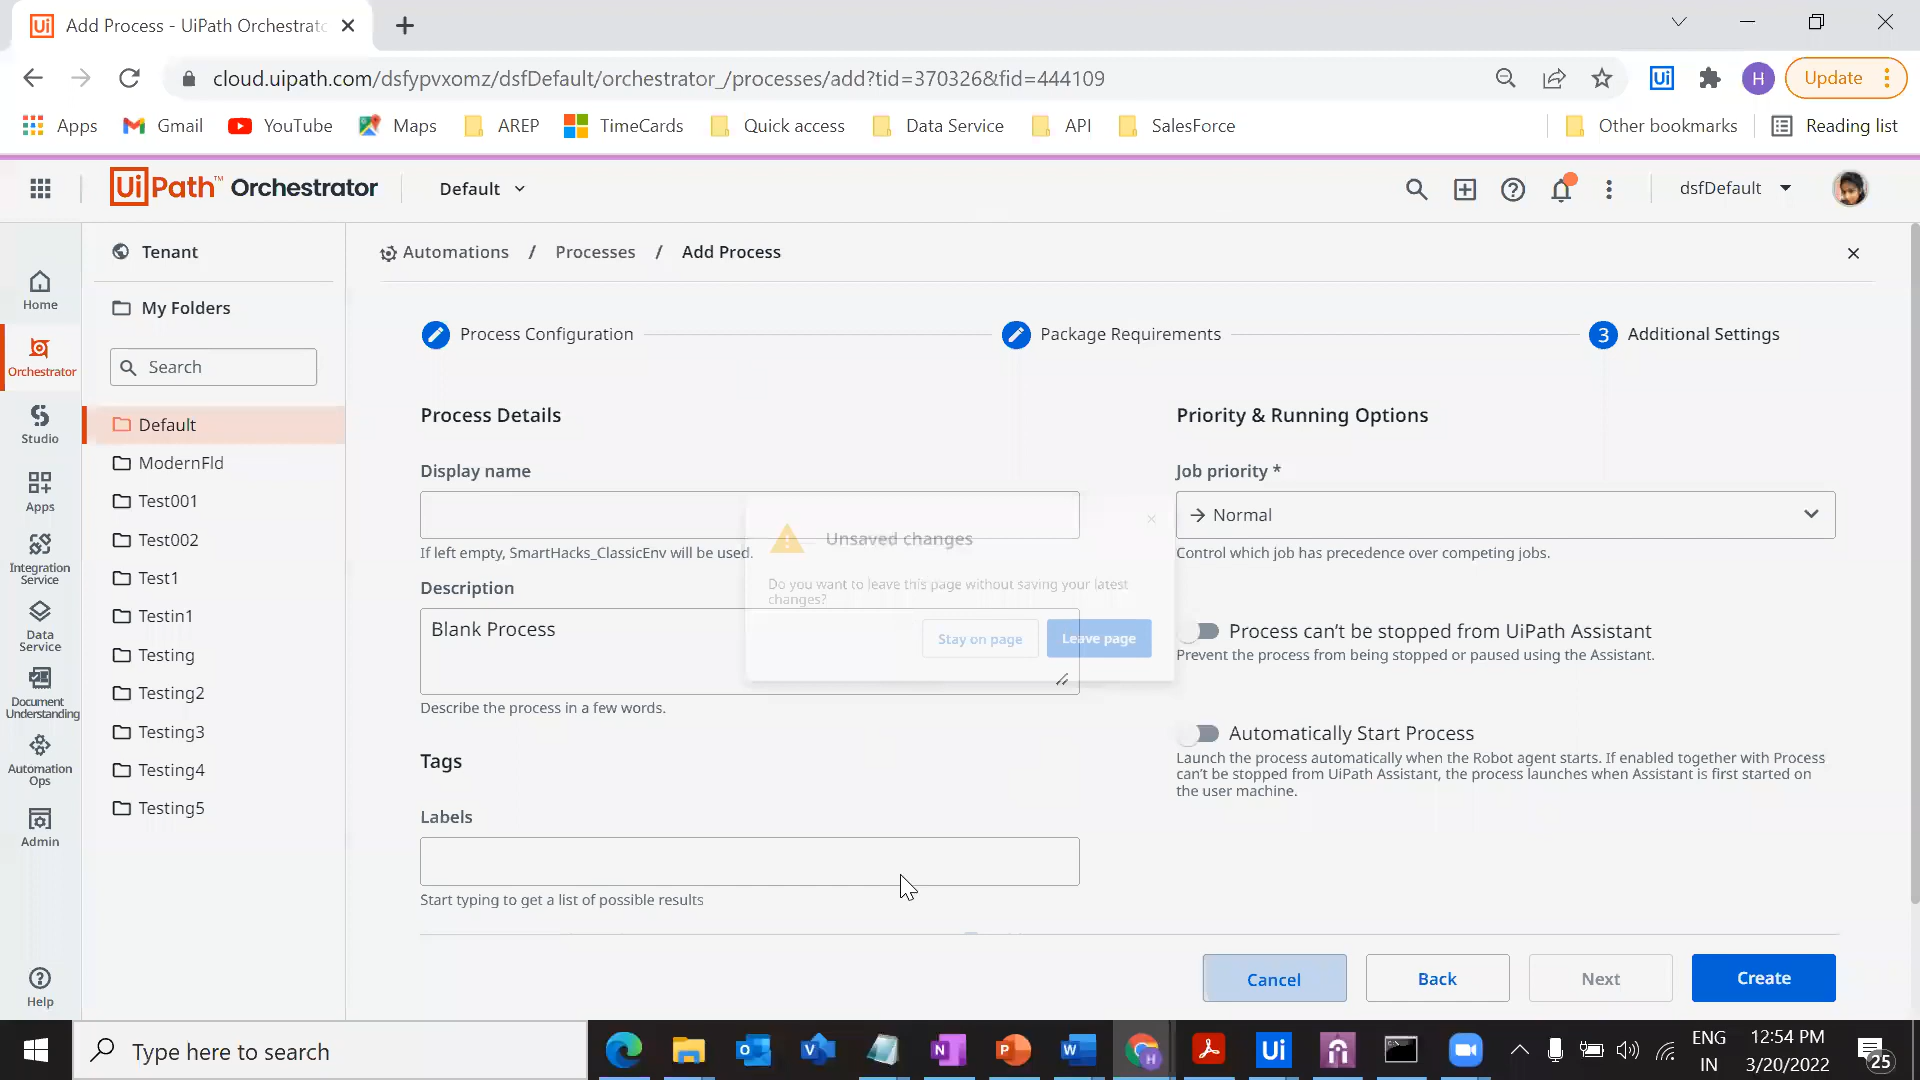 Add Process - UiPath Orchestrato
cloud.uipath.com/dsfypvxomz/dsfDefault/orchestrator_/processes/add?tid=370326&fid=444109
H
Update
Apps
Gmail
YouTube
Maps
AREP
TimeCards
Quick access
Data Service
API
SalesForce
Other bookmarks
Reading list
UiPath™ Orchestrator
Default
dsfDefault
Home
Orchestrator
Studio
Apps
Integration
Service
Data
Service
Document
Understanding
Automation
Ops
Admin
Help
Tenant
My Folders
Search
Default
ModernFld
Test001
Test002
Test1
Testin1
Testing
Testing2
Testing3
Testing4
Testing5
Automations / Processes / Add Process
Process Configuration
Package Requirements
3 Additional Settings
Process Details
Display name
If left empty, SmartHacks_ClassicEnv will be used.
Description
Blank Process
Describe the process in a few words.
Tags
Labels
Start typing to get a list of possible results
Unsaved changes
Do you want to leave this page without saving your latest
changes?
Stay on page
Leave page
Priority & Running Options
Job priority *
Normal
Control which job has precedence over competing jobs.
Process can't be stopped from UiPath Assistant
Prevent the process from being stopped or paused using the Assistant.
Automatically Start Process
Launch the process automatically when the Robot agent starts. If enabled together with Process
can't be stopped from UiPath Assistant, the process launches when Assistant is first started on
the user machine.
Cancel
Back
Next
Create
Type here to search
ENG
IN
12:54 PM
3/20/2022
25